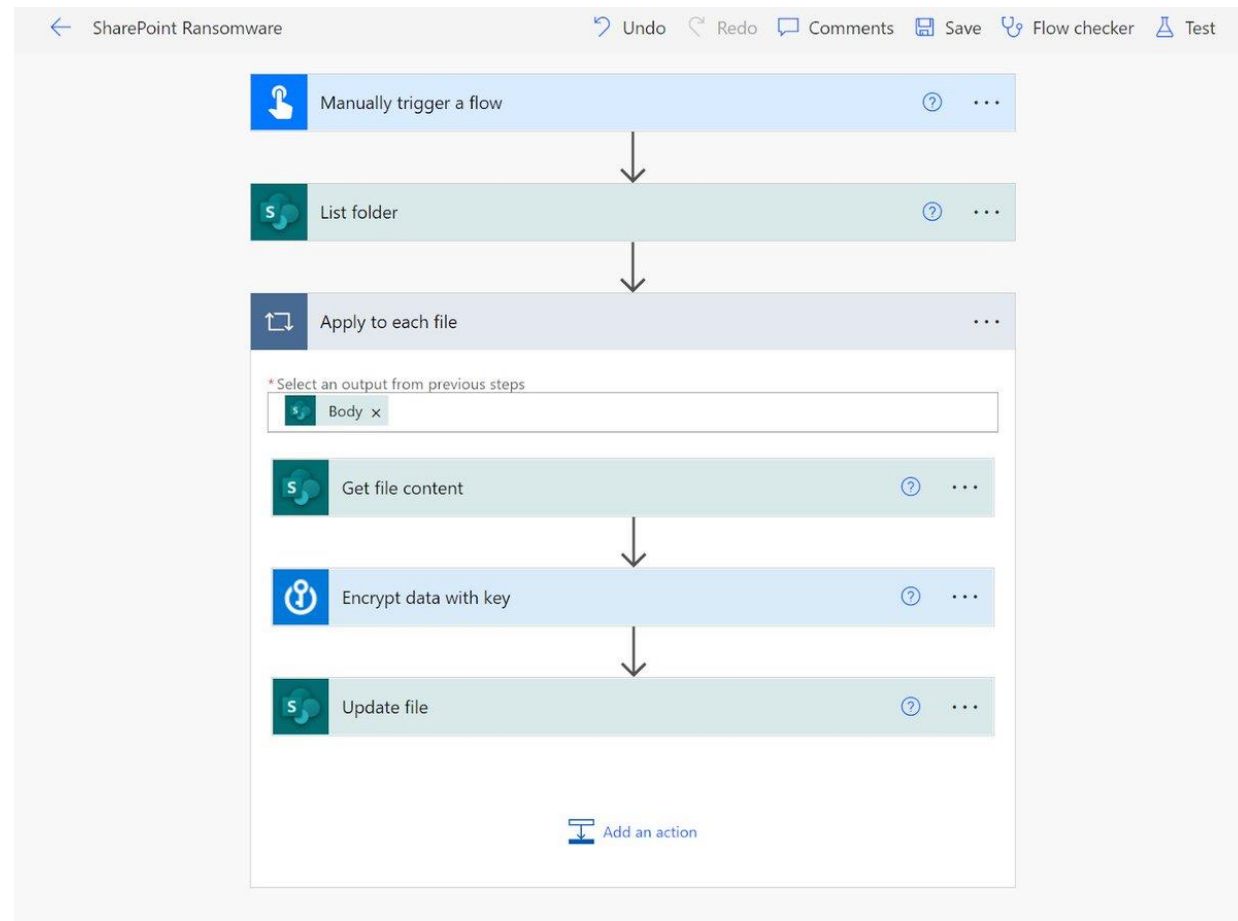 SharePoint Ransomware Undo Redo Comments Save Flow checker Test
Manually trigger a flow
List folder
Apply to each file
*Select an output from previous steps
Body ×
Get file content
Encrypt data with key
Update file
Add an action